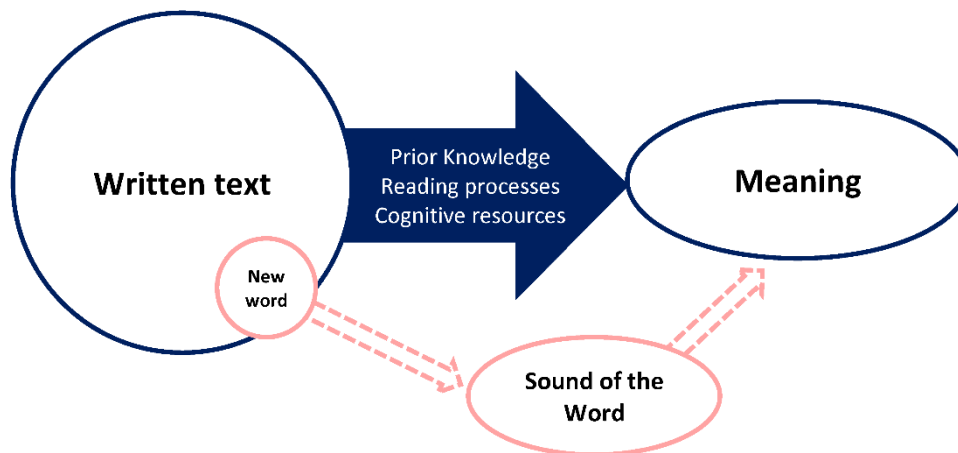 Written text
Prior Knowledge
Reading processes
Cognitive resources
Meaning
New
word
Sound of the
Word